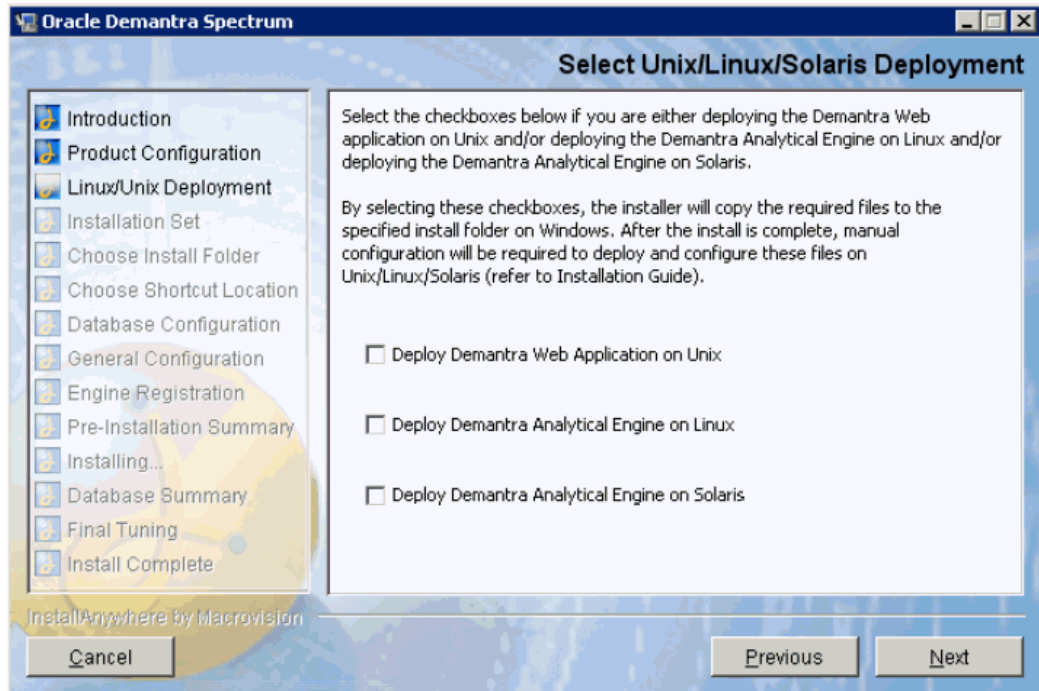 Oracle Demantra Spectrum
Select Unix/Linux/Solaris Deployment
Introduction
Product Configuration
Linux/Unix Deployment
Installation Set
Choose Install Folder
Choose Shortcut Location
Database Configuration
General Configuration
Engine Registration
Pre-Installation Summary
Installing...
Database Summary
Final Tuning
Install Complete
Select the checkboxes below if you are either deploying the Demantra Web
application on Unix and/or deploying the Demantra Analytical Engine on Linux and/or
deploying the Demantra Analytical Engine on Solaris.
By selecting these checkboxes, the installer will copy the required files to the
specified install folder on Windows. After the install is complete, manual
configuration will be required to deploy and configure these files on
Unix/Linux/Solaris (refer to Installation Guide).
Deploy Demantra Web Application on Unix
Deploy Demantra Analytical Engine on Linux
Deploy Demantra Analytical Engine on Solaris
InstallAnywhere by Macrovision
Cancel
Previous
Next